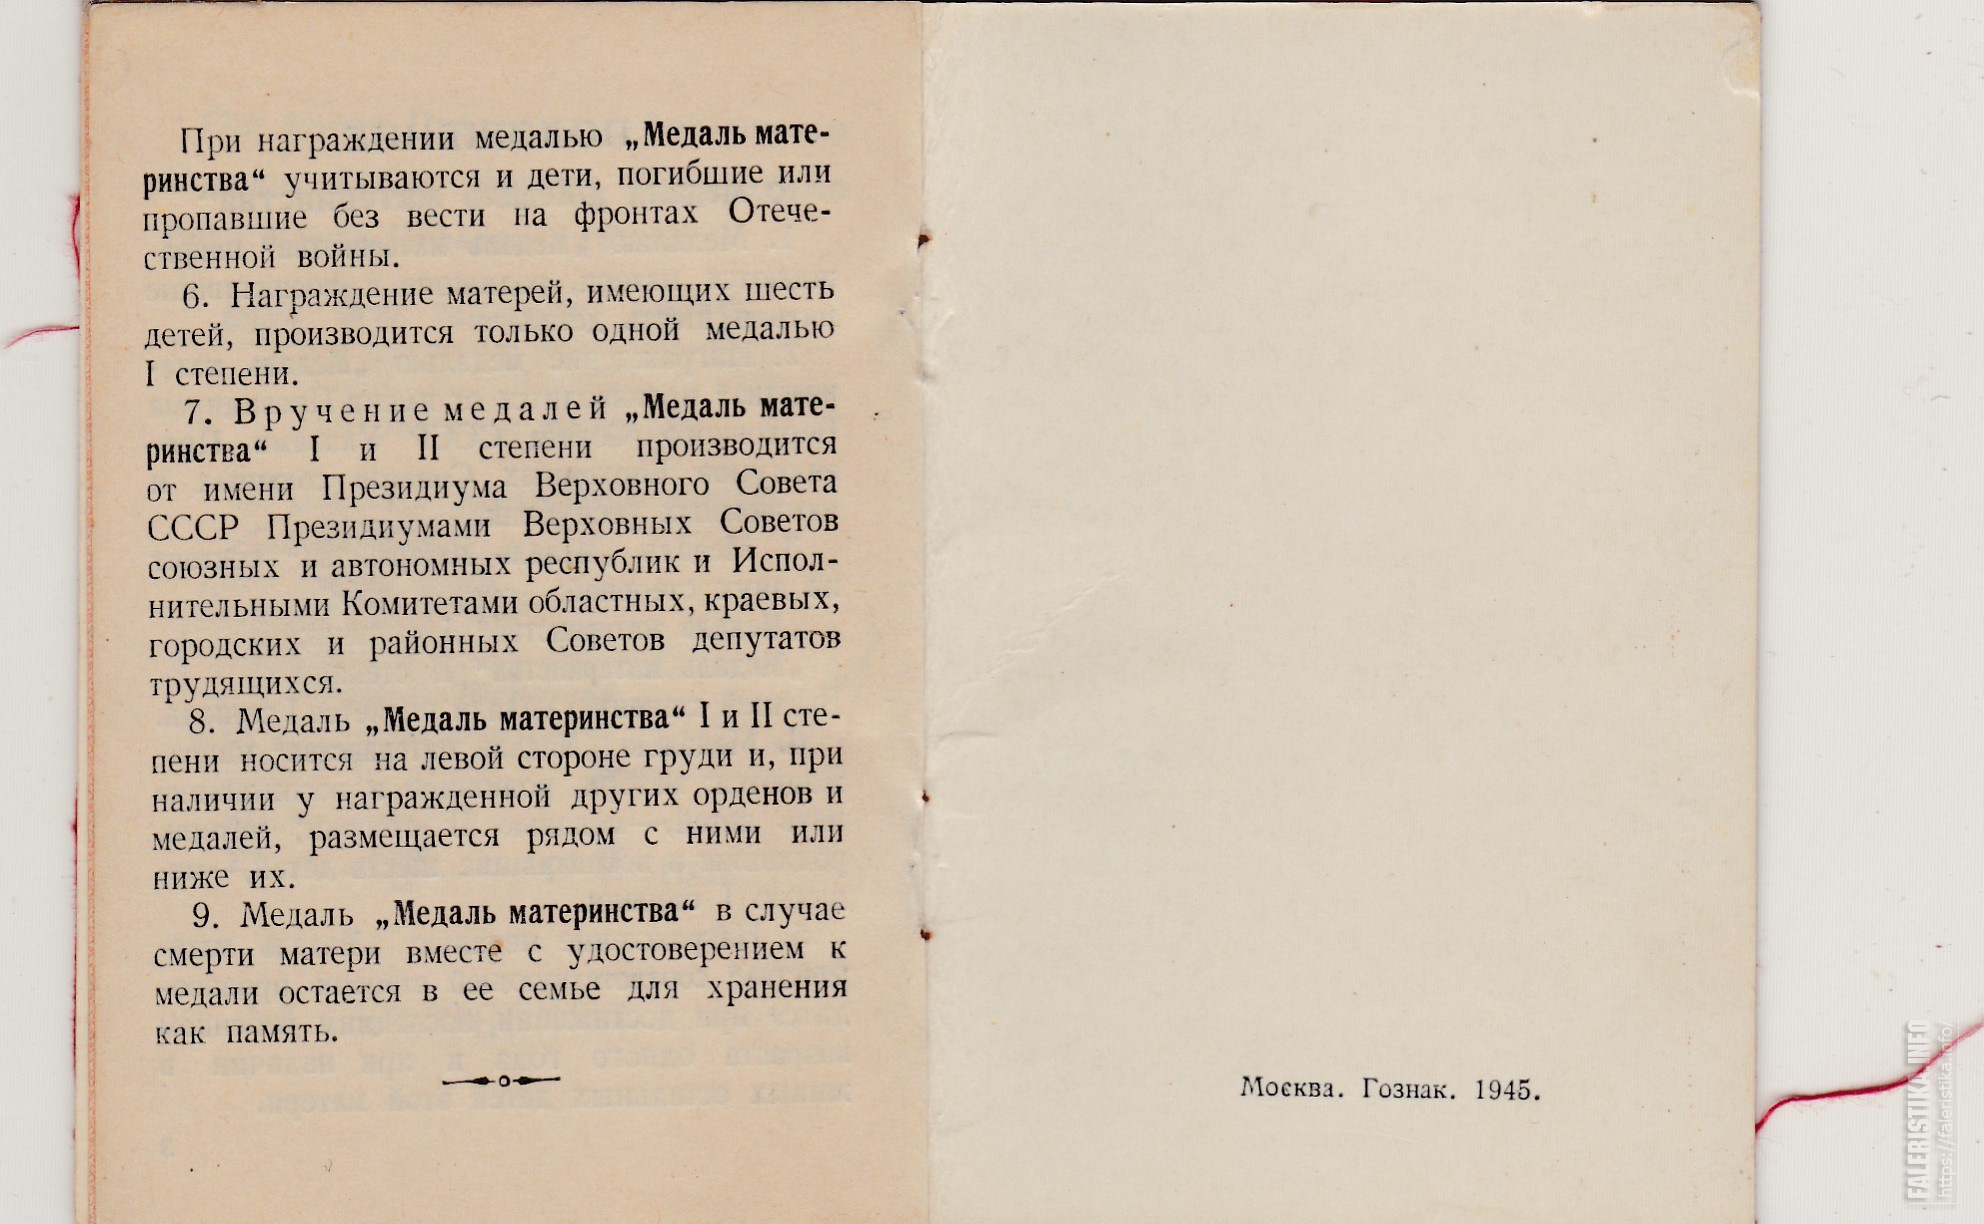 При награждении медалью „Медаль мате-
ринства“ учитываются и дети, погибшие или
пропавшие без вести на фронтах Отече-
ственной войны.
6. Награждение матерей, имеющих шесть
детей, производится только одной медалью
I степени.
7. Вручение медалей „Медаль мате-
ринства“ I и II степени производится
от имени Президиума Верховного Совета
СССР Президиумами Верховных Советов
союзных и автономных республик и Испол-
нительными Комитетами областных, краевых,
городских и районных Советов депутатов
трудящихся.
8. Медаль „Медаль материнства“ I и II сте-
пени носится на левой стороне груди и, при
наличии у награжденной других орденов и
медалей, размещается рядом с ними или
ниже их.
9. Медаль „Медаль материнства“ в случае
смерти матери вместе с удостоверением к
медали остается в ее семье для хранения
как память.
Москва. Гознак. 1945.
FALERISTIKA.INFO
https://faleristika.info/